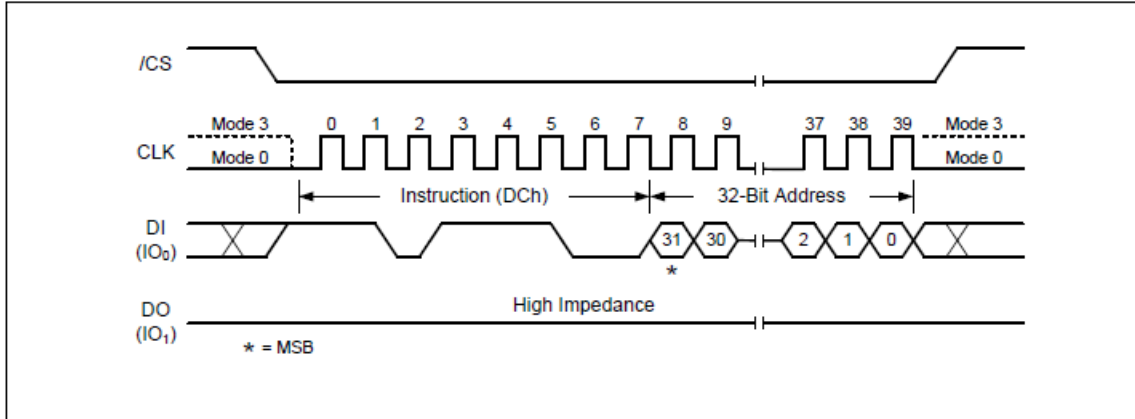 /CS
Mode 3 0 1 2 3 4 5 6 7 8 9 37 38 39 Mode 3
CLK
Mode 0 Mode 0
Instruction (DCh) 32-Bit Address
DI
(IO0)
31 30 2 1 0
*
High Impedance
DO
(IO1)
* = MSB